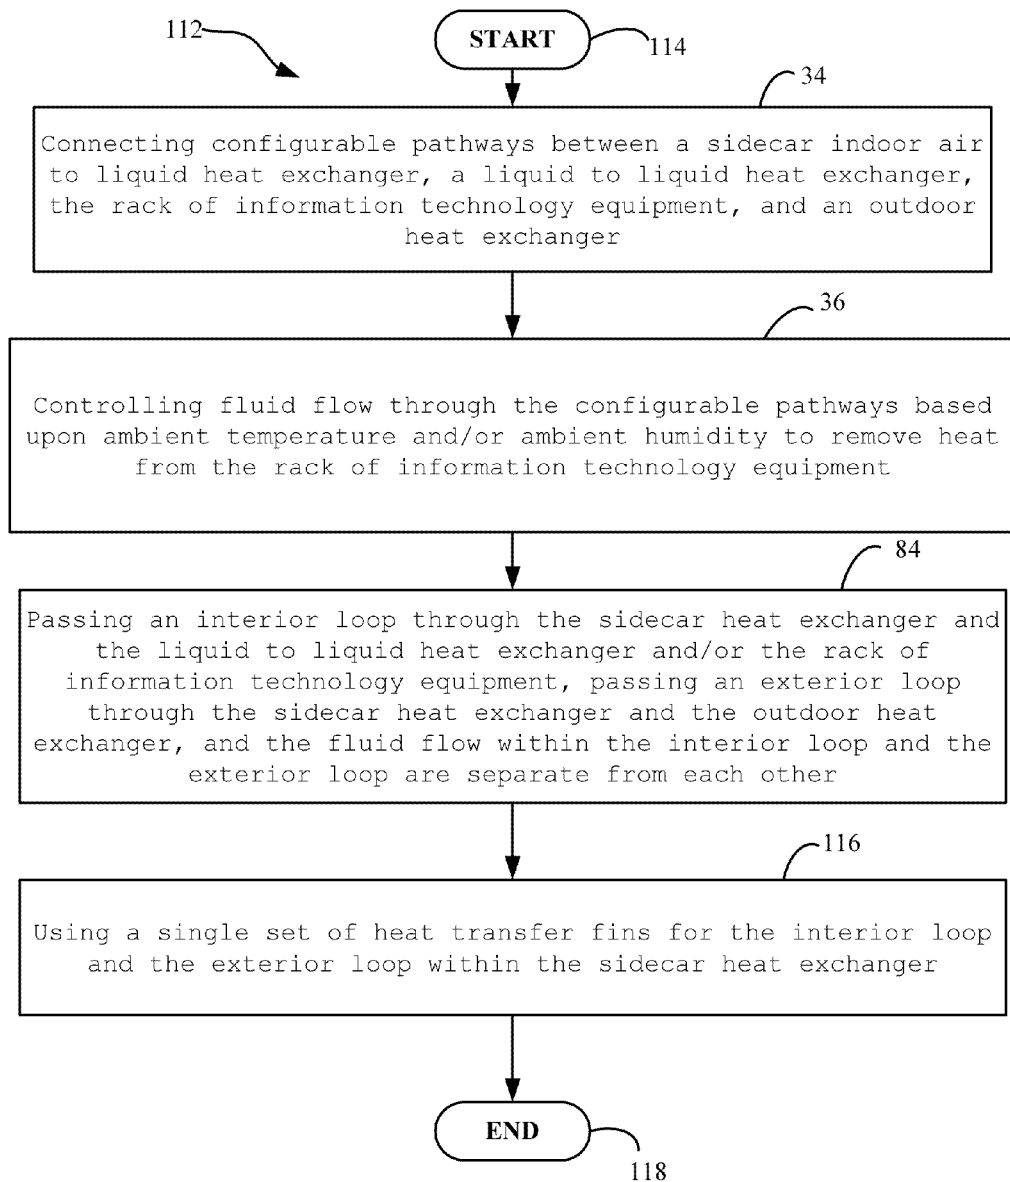 112
START
114
34
Connecting configurable pathways between a sidecar indoor air
to liquid heat exchanger, a liquid to liquid heat exchanger,
the rack of information technology equipment, and an outdoor
heat exchanger
36
Controlling fluid flow through the configurable pathways based
upon ambient temperature and/or ambient humidity to remove heat
from the rack of information technology equipment
84
Passing an interior loop through the sidecar heat exchanger and
the liquid to liquid heat exchanger and/or the rack of
information technology equipment, passing an exterior loop
through the sidecar heat exchanger and the outdoor heat
exchanger, and the fluid flow within the interior loop and the
exterior loop are separate from each other
116
Using a single set of heat transfer fins for the interior loop
and the exterior loop within the sidecar heat exchanger
END
118